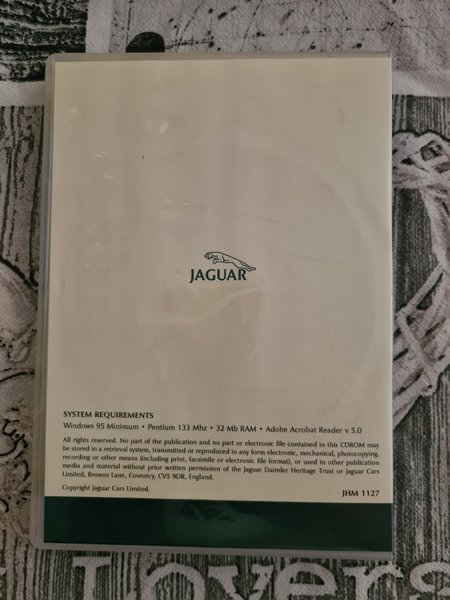 JAGUAR
SYSTEM REQUIREMENTS
Windows 95 Minimum • Pentium 133 Mhz • 32 Mb RAM • Adobe Acrobat Reader v 5.0
All rights reserved. No part of the publication and no part or electronic file contained in this CDROM may
be stored in a retrieval system, transmitted or reproduced in any form electronic, mechanical, photocopying,
recording or other means (including print, facsimile or electronic file format), or used in other publication
media and material without prior written permission of the Jaguar Daimler Heritage Trust or Jaguar Cars
Limited, Browns Lane, Coventry, CV5 9DR, England.
Copyright Jaguar Cars Limited.
JHM 1127
Lovers